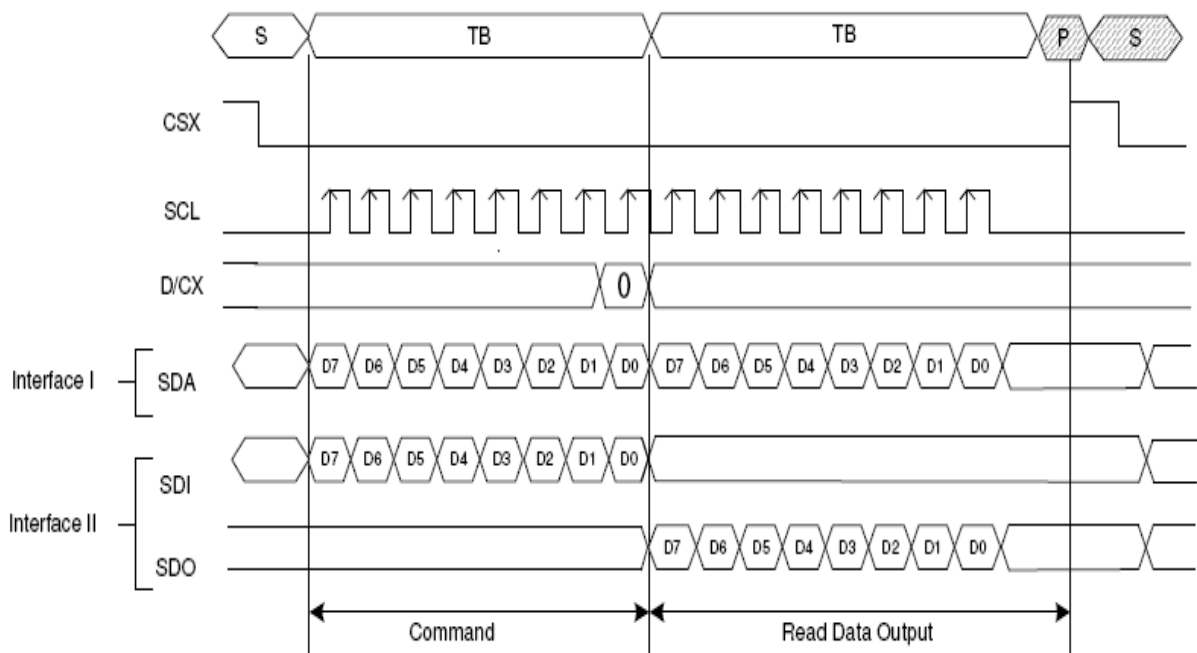 S TB TB P S
CSX
SCL
D/CX 0
Interface I SDA D7 D6 D5 D4 D3 D2 D1 D0 D7 D6 D5 D4 D3 D2 D1 D0
SDI D7 D6 D5 D4 D3 D2 D1 D0
Interface II
SDO D7 D6 D5 D4 D3 D2 D1 D0
Command Read Data Output